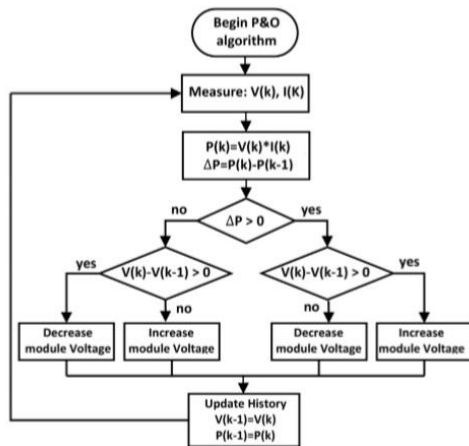 Begin P&O
algorithm
Measure: V(k), I(K)
P(k)=V(k)*I(k)
ΔP=P(k)-P(k-1)
no
yes
ΔP > 0
yes
V(k)-V(k-1) > 0
V(k)-V(k-1) > 0
yes
no
no
Decrease
module Voltage
Increase
module Voltage
Decrease
module Voltage
Increase
module Voltage
Update History
V(k-1)=V(k)
P(k-1)=P(k)